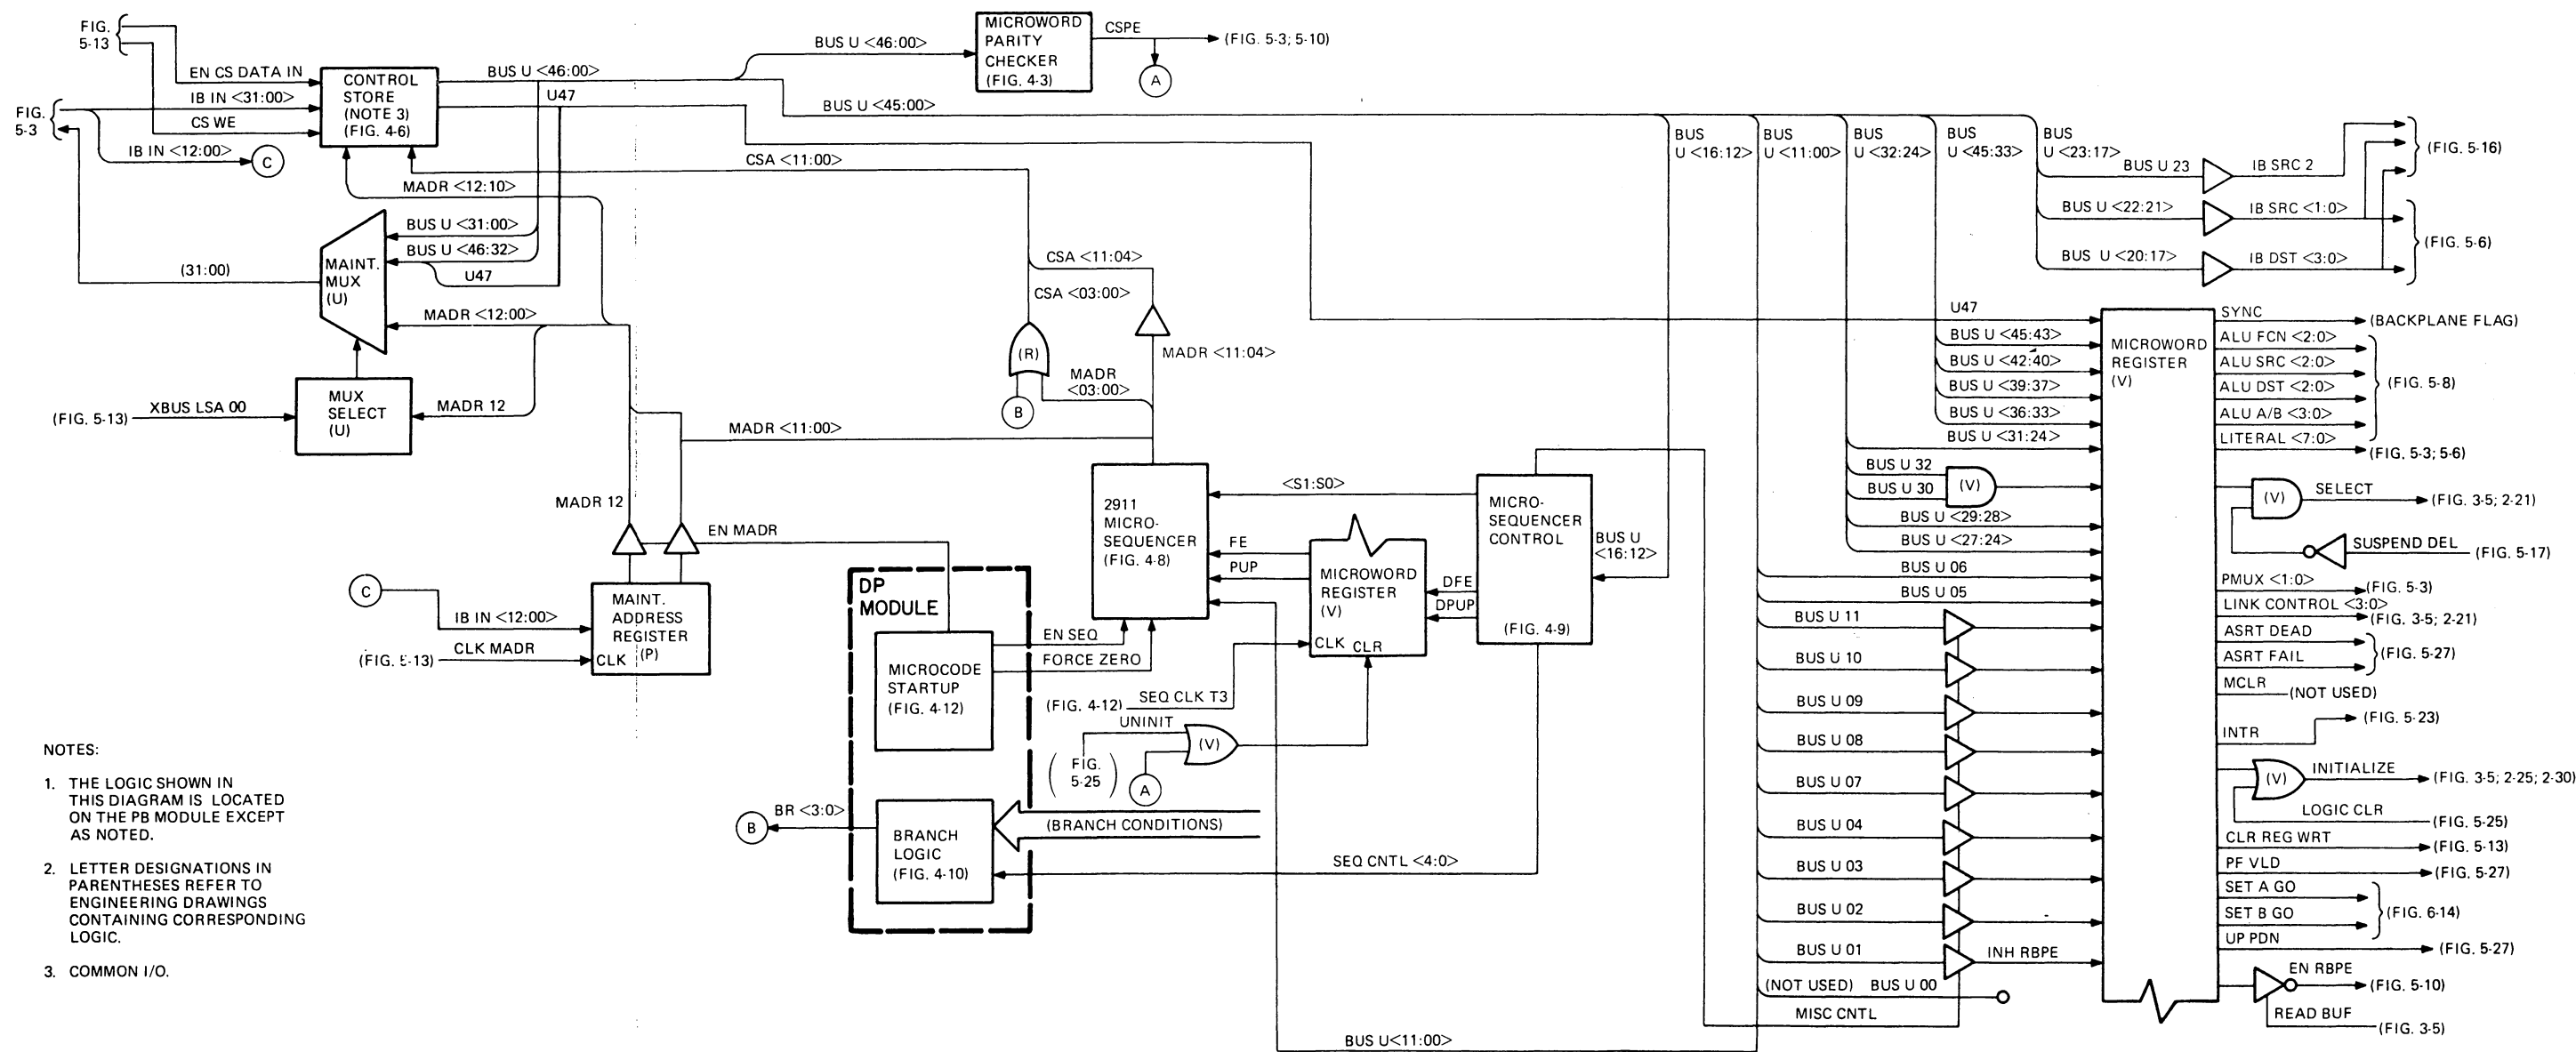 FIG.
5-13
EN CS DATA IN
IB IN <31:00>
CS WE
FIG.
5-3
IB IN <12:00>
C
CONTROL
STORE
(NOTE 3)
(FIG. 4-6)
BUS U <46:00>
U47
BUS U <46:00>
MICROWORD
PARITY
CHECKER
(FIG. 4-3)
CSPE
(FIG. 5-3; 5-10)
A
BUS U <45:00>
CSA <11:00>
MADR <12:10>
BUS U <31:00>
BUS U <46:32>
U47
(31:00)
MAINT.
MUX
(U)
MADR <12:00>
MUX
SELECT
(U)
(FIG. 5-13)
XBUS LSA 00
MADR 12
CSA <11:04>
CSA <03:00>
(R)
B
MADR
<03:00>
MADR <11:04>
MADR <11:00>
MADR 12
EN MADR
C
IB IN <12:00>
(FIG. 5-13)
CLK MADR
MAINT.
ADDRESS
REGISTER
(P)
CLK
DP
MODULE
MICROCODE
STARTUP
(FIG. 4-12)
EN SEQ
FORCE ZERO
BRANCH
LOGIC
(FIG. 4-10)
B
BR <3:0>
(BRANCH CONDITIONS)
SEQ CNTL <4:0>
2911
MICRO-
SEQUENCER
(FIG. 4-8)
<S1:S0>
FE
PUP
MICROWORD
REGISTER
(V)
CLK
CLR
DFE
DPUP
MICRO-
SEQUENCER
CONTROL
(FIG. 4-9)
BUS U
<16:12>
(FIG. 4-12)
SEQ CLK T3
UNINIT
(FIG.
5-25)
(V)
A
BUS
U <16:12>
BUS
U <11:00>
BUS
U <32:24>
BUS
U <45:33>
BUS
U <23:17>
BUS U 23
IB SRC 2
(FIG. 5-16)
BUS U <22:21>
IB SRC <1:0>
(FIG. 5-6)
BUS U <20:17>
IB DST <3:0>
U47
BUS U <45:43>
BUS U <42:40>
BUS U <39:37>
BUS U <36:33>
BUS U <31:24>
BUS U 32
BUS U 30
(V)
BUS U <29:28>
BUS U <27:24>
BUS U 06
BUS U 05
BUS U 11
BUS U 10
BUS U 09
BUS U 08
BUS U 07
BUS U 04
BUS U 03
BUS U 02
BUS U 01
INH RBPE
(NOT USED)
BUS U 00
MISC CNTL
BUS U<11:00>
MICROWORD
REGISTER
(V)
SYNC
(BACKPLANE FLAG)
ALU FCN <2:0>
ALU SRC <2:0>
ALU DST <2:0>
(FIG. 5-8)
ALU A/B <3:0>
LITERAL <7:0>
(FIG. 5-3; 5-6)
(V)
SELECT
(FIG. 3-5; 2-21)
SUSPEND DEL
(FIG. 5-17)
PMUX <1:0>
(FIG. 5-3)
LINK CONTROL <3:0>
(FIG. 3-5; 2-21)
ASRT DEAD
ASRT FAIL
(FIG. 5-27)
MCLR
(NOT USED)
INTR
(FIG. 5-23)
(V)
INITIALIZE
(FIG. 3-5; 2-25; 2-30)
LOGIC CLR
(FIG. 5-25)
CLR REG WRT
(FIG. 5-13)
PF VLD
(FIG. 5-27)
SET A GO
SET B GO
(FIG. 6-14)
UP PDN
(FIG. 5-27)
EN RBPE
(FIG. 5-10)
READ BUF
(FIG. 3-5)
NOTES:
1. THE LOGIC SHOWN IN
THIS DIAGRAM IS LOCATED
ON THE PB MODULE EXCEPT
AS NOTED.
2. LETTER DESIGNATIONS IN
PARENTHESES REFER TO
ENGINEERING DRAWINGS
CONTAINING CORRESPONDING
LOGIC.
3. COMMON I/O.